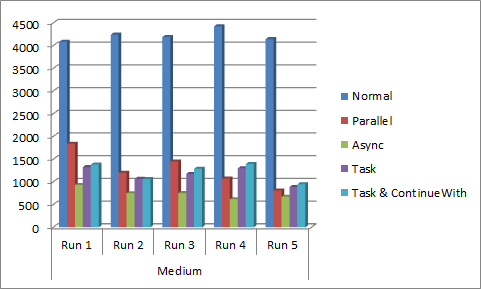 4500
4000
3500
3000
2500
2000
1500
1000
500
0
Run 1 Run 2 Run 3 Run 4 Run 5
Medium
Normal
Parallel
Async
Task
Task & ContinueWith